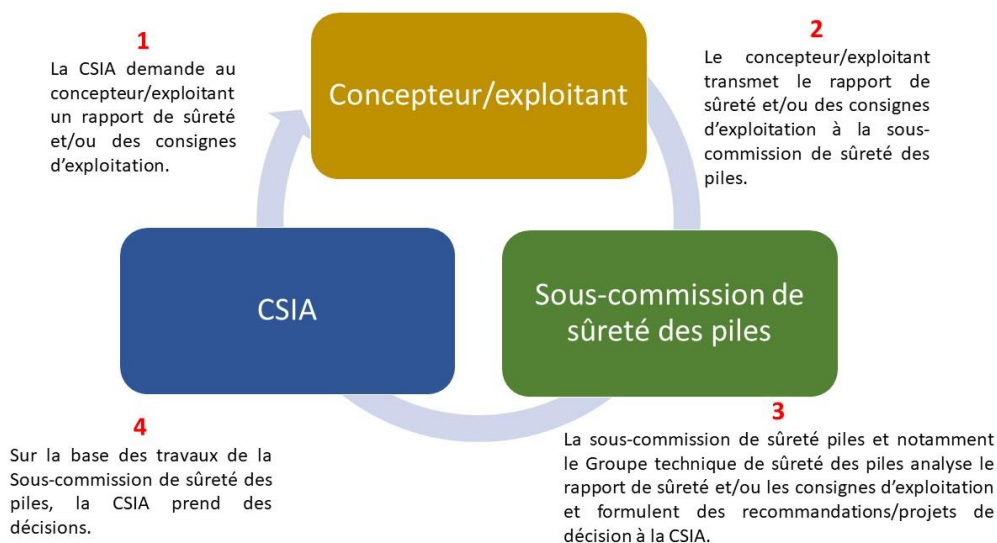 1
La CSIA demande au
concepteur/exploitant
un rapport de sûreté
et/ou des consignes
d'exploitation.
Concepteur/exploitant
2
Le concepteur/exploitant
transmet le rapport de
sûreté et/ou des consignes
d'exploitation à la sous-
commission de sûreté des
piles.
CSIA
Sous-commission de
sûreté des piles
3
La sous-commission de sûreté piles et notamment
le Groupe technique de sûreté des piles analyse le
rapport de sûreté et/ou les consignes d'exploitation
et formulent des recommandations/projets de
décision à la CSIA.
4
Sur la base des travaux de la
Sous-commission de sûreté des
piles, la CSIA prend des
décisions.